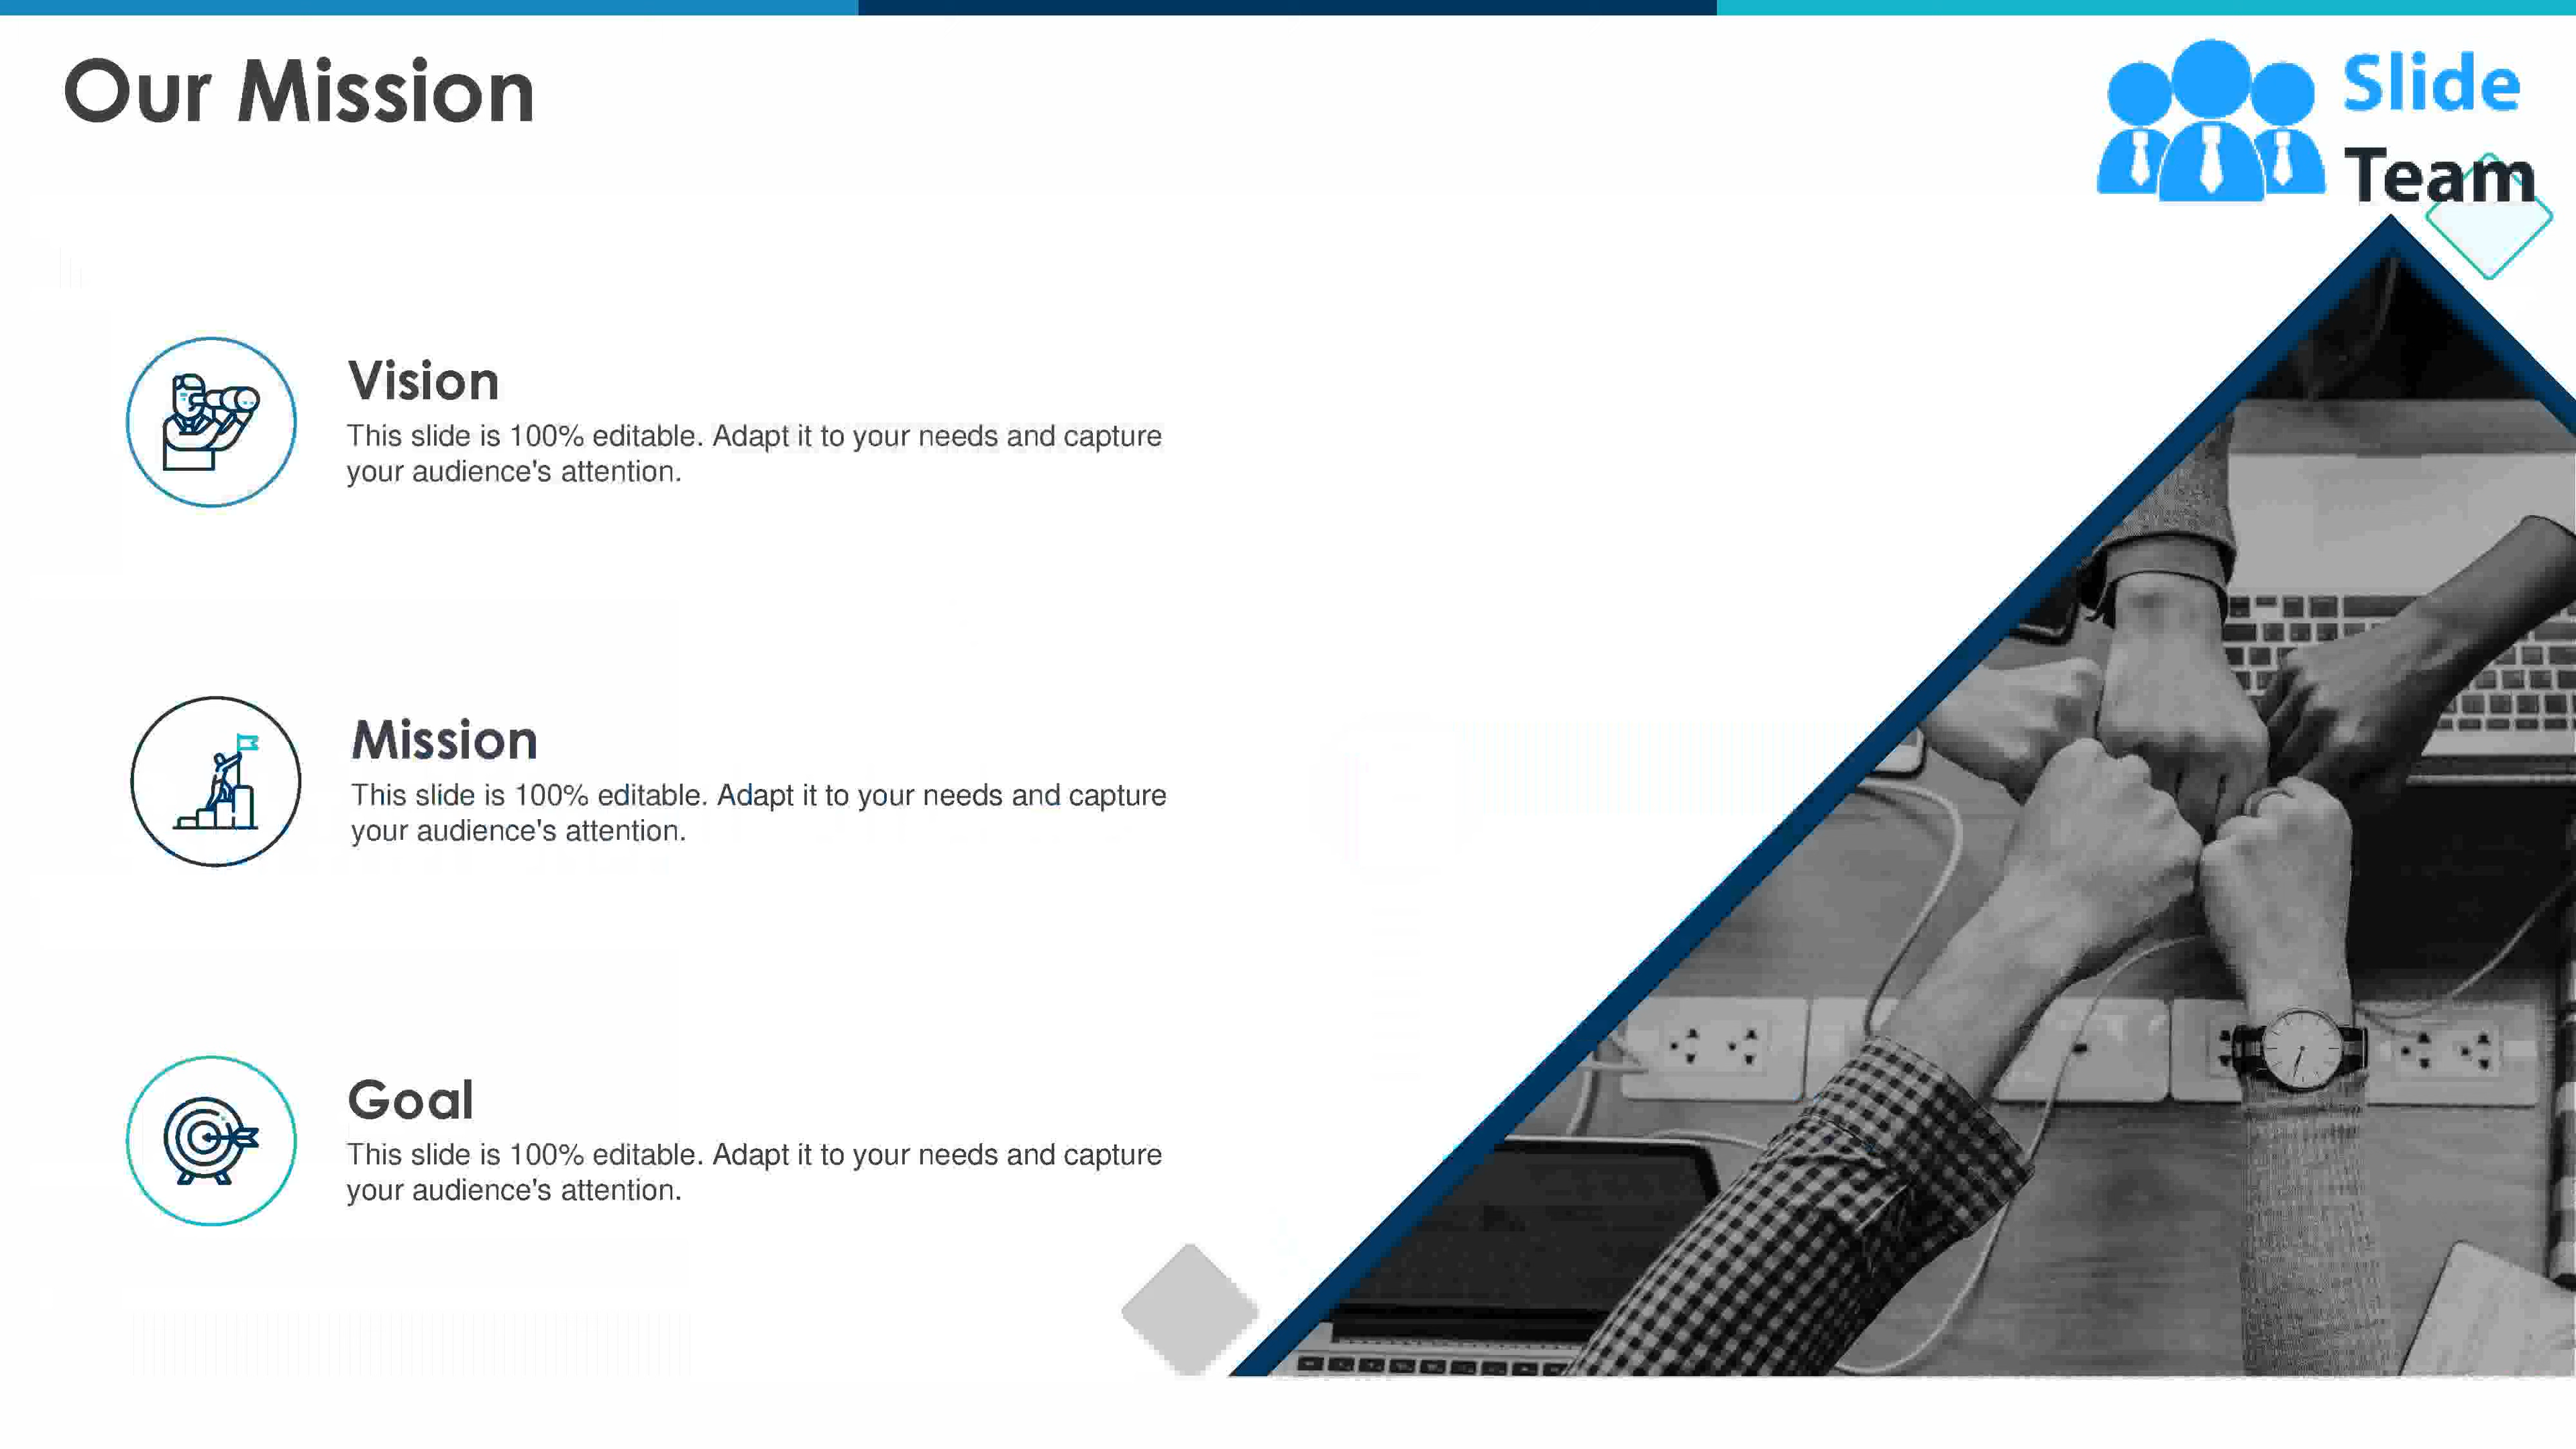 Our Mission
Slide
Team
Vision
This slide is 100% editable. Adapt it to your needs and capture
your audience's attention.
Mission
This slide is 100% editable. Adapt it to your needs and capture
your audience's attention.
Goal
This slide is 100% editable. Adapt it to your needs and capture
your audience's attention.